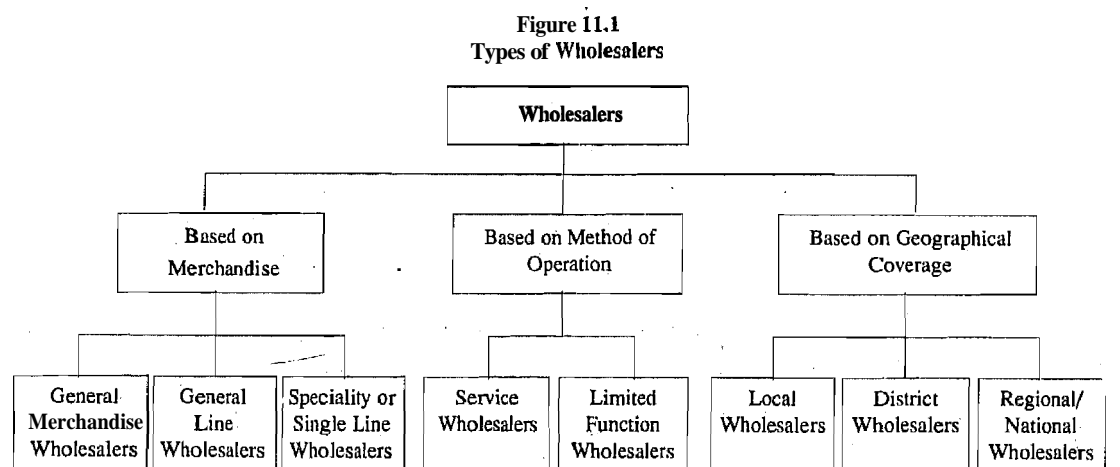 Figure 11.1
Types of Wholesalers
Wholesalers
Based on
Merchandise
Based on Method of
Operation
Based on Geographical
Coverage
General
Merchandise
Wholesalers
General
Line
Wholesalers
Speciality or
Single Line
Wholesalers
Service
Wholesalers
Limited
Function
Wholesalers
Local
Wholesalers
District
Wholesalers
Regional/
National
Wholesalers